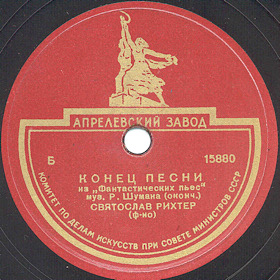 АПРЕЛЕВСКИЙ ЗАВОД
Б 15880
КОНЕЦ ПЕСНИ
из „Фантастических пьес"
муз. Р. Шумана (оконч.)
СВЯТОСЛАВ РИХТЕР
(ф-но)
КОМИТЕТ ПО ДЕЛАМ ИСКУССТВ ПРИ СОВЕТЕ МИНИСТРОВ СССР